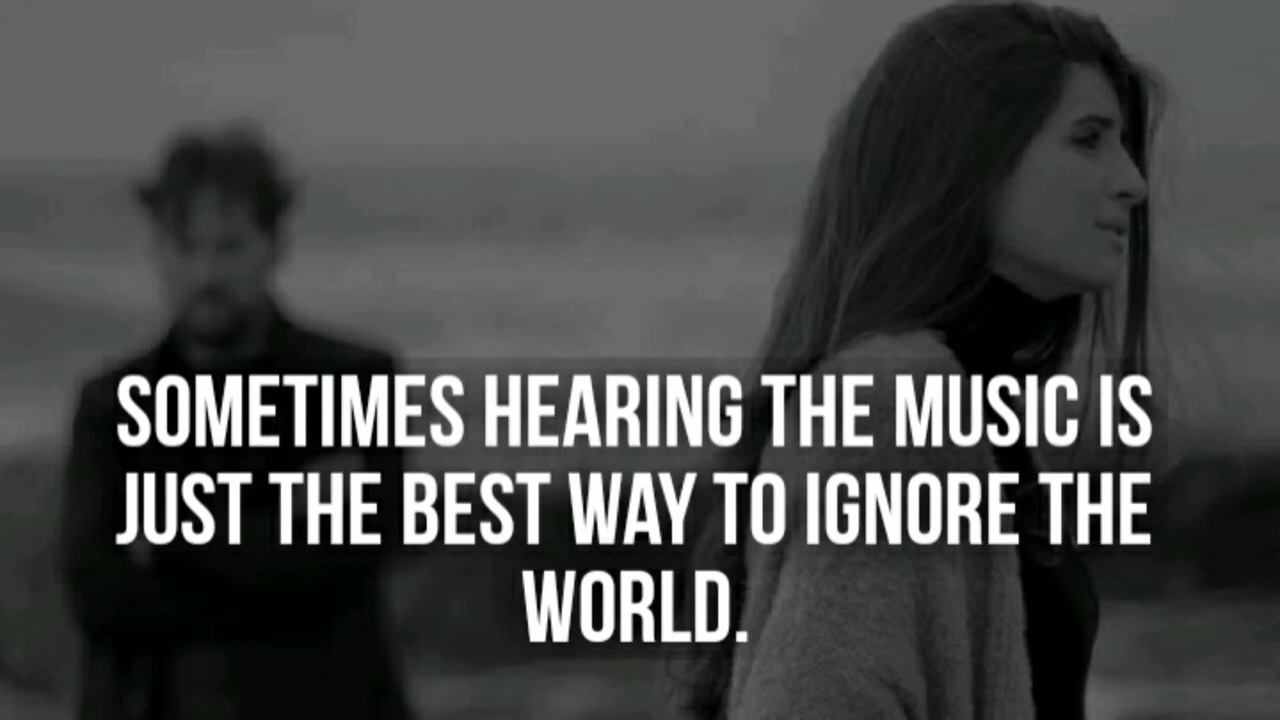 SOMETIMES HEARING THE MUSIC IS
JUST THE BEST WAY TO IGNORE THE
WORLD.